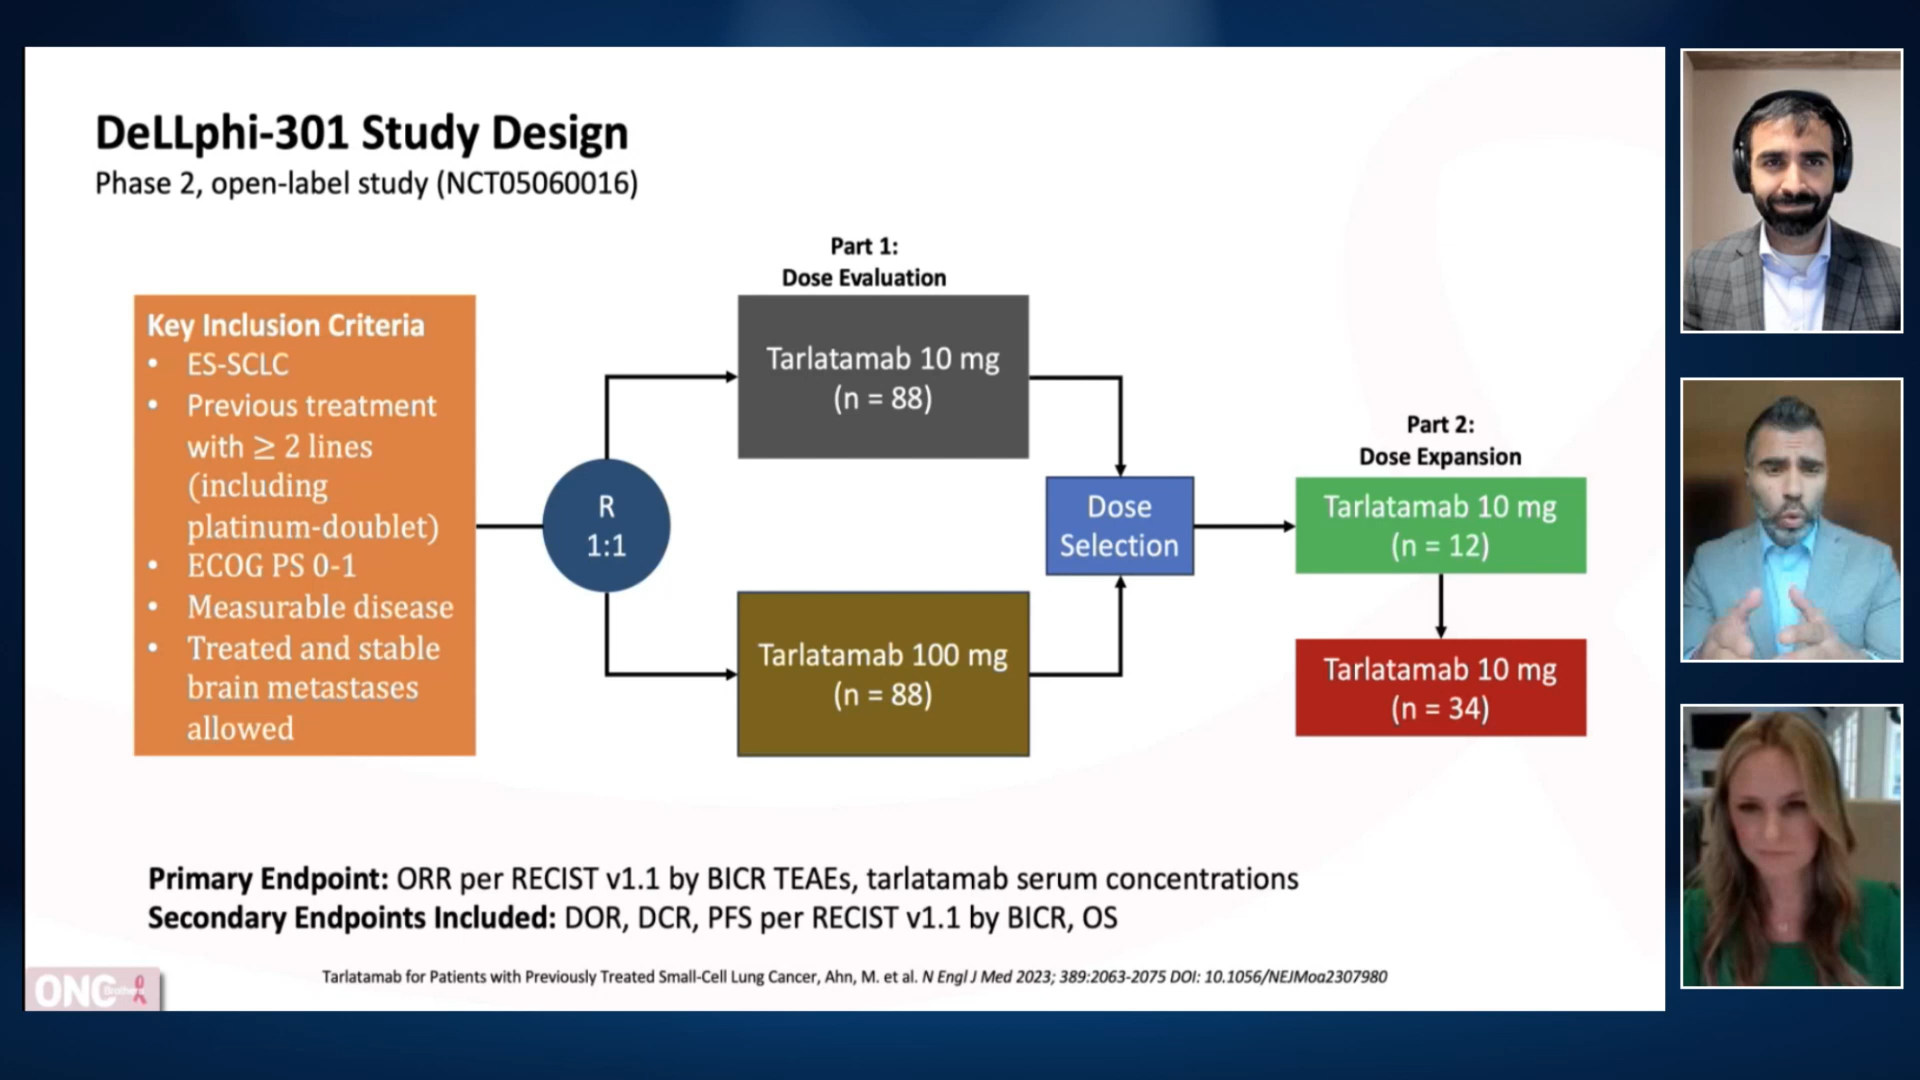 DeLLphi-301 Study Design
Phase 2, open-label study (NCT05060016)
Key Inclusion Criteria
• ES-SCLC
• Previous treatment
with ≥ 2 lines
(including
platinum-doublet)
• ECOG PS 0-1
• Measurable disease
• Treated and stable
brain metastases
allowed
R
1:1
Part 1:
Dose Evaluation
Tarlatamab 10 mg
(n = 88)
Tarlatamab 100 mg
(n = 88)
Dose
Selection
Part 2:
Dose Expansion
Tarlatamab 10 mg
(n = 12)
Tarlatamab 10 mg
(n = 34)
Primary Endpoint: ORR per RECIST v1.1 by BICR TEAEs, tarlatamab serum concentrations
Secondary Endpoints Included: DOR, DCR, PFS per RECIST v1.1 by BICR, OS
Tarlatamab for Patients with Previously Treated Small-Cell Lung Cancer, Ahn, M. et al. N Engl J Med 2023; 389:2063-2075 DOI: 10.1056/NEJMoa2307980
ONC Brothers